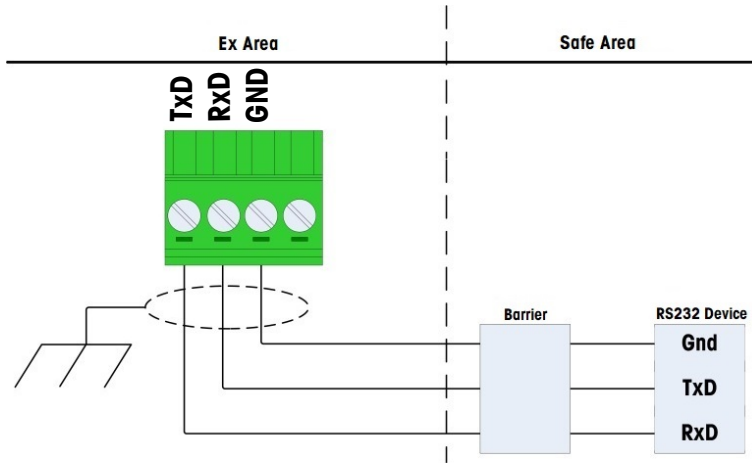 Ex Area
Safe Area
TxD
RxD
GND
Barrier
RS232 Device
Gnd
TxD
RxD